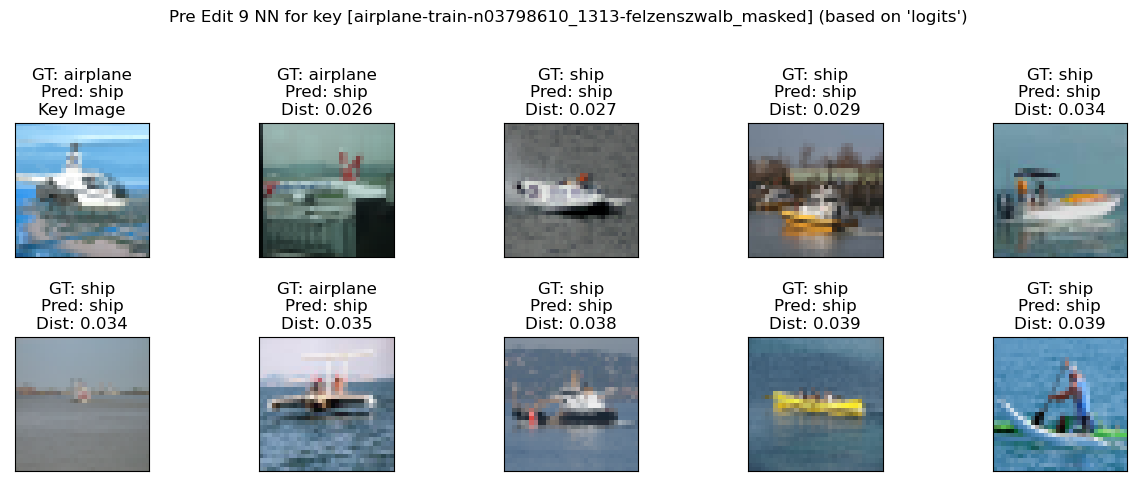 Pre Edit 9 NN for key [airplane-train-n03798610_1313-felzenszwalb_masked] (based on 'logits')
GT: airplane
Pred: ship
Key Image
GT: airplane
Pred: ship
Dist: 0.026
GT: ship
Pred: ship
Dist: 0.027
GT: ship
Pred: ship
Dist: 0.029
GT: ship
Pred: ship
Dist: 0.034
GT: ship
Pred: ship
Dist: 0.034
GT: airplane
Pred: ship
Dist: 0.035
GT: ship
Pred: ship
Dist: 0.038
GT: ship
Pred: ship
Dist: 0.039
GT: ship
Pred: ship
Dist: 0.039